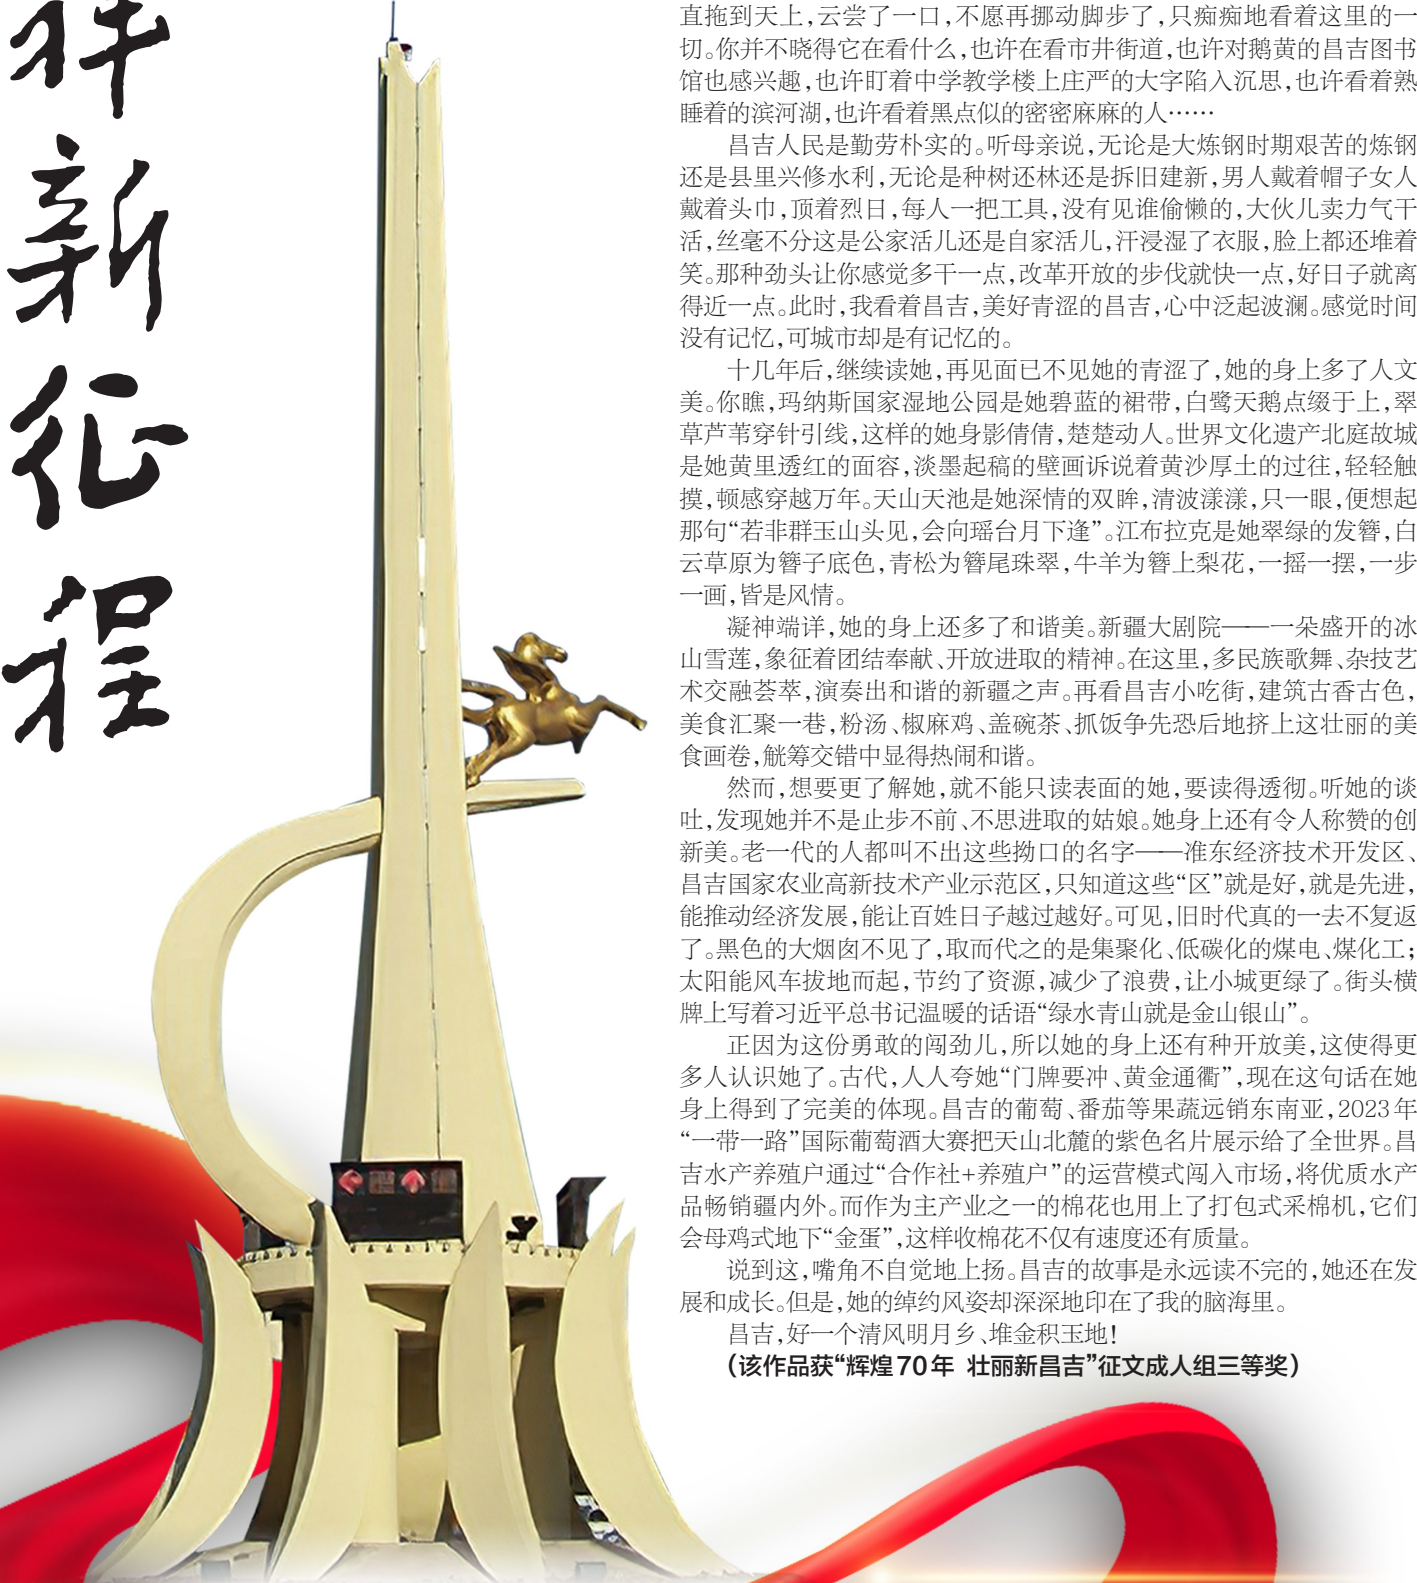 新
征
程
直拖到天上，云尝了一口，不愿再挪动脚步了，只痴痴地看着这里的一
切。你并不晓得它在看什么，也许在看市井街道，也许对鹅黄的昌吉图书
馆也感兴趣，也许盯着中学教学楼上庄严的大字陷入沉思，也许看着熟
睡着的滨河湖，也许看着黑点似的密密麻麻的人……
昌吉人民是勤劳朴实的。听母亲说，无论是大炼钢时期艰苦的炼钢
还是县里兴修水利，无论是种树还林还是拆旧建新，男人戴着帽子女人
戴着头巾，顶着烈日，每人一把工具，没有见谁偷懒的，大伙儿卖力气干
活，丝毫不分这是公家活儿还是自家活儿，汗浸湿了衣服，脸上都还堆着
笑。那种劲头让你感觉多干一点，改革开放的步伐就快一点，好日子就离
得近一点。此时，我看着昌吉，美好青涩的昌吉，心中泛起波澜。感觉时间
没有记忆，可城市却是有记忆的。
十几年后，继续读她，再见面已不见她的青涩了，她的身上多了人文
美。你瞧，玛纳斯国家湿地公园是她碧蓝的裙带，白鹭天鹅点缀于上，翠
草芦苇穿针引线，这样的她身影倩倩，楚楚动人。世界文化遗产北庭故城
是她黄里透红的面容，淡墨起稿的壁画诉说着黄沙厚土的过往，轻轻触
摸，顿感穿越万年。天山天池是她深情的双眸，清波漾漾，只一眼，便想起
那句“若非群玉山头见，会向瑶台月下逢”。江布拉克是她翠绿的发簪，白
云草原为簪子底色，青松为簪尾珠翠，牛羊为簪上梨花，一摇一摆，一步
一画，皆是风情。
凝神端详，她的身上还多了和谐美。新疆大剧院——一朵盛开的冰
山雪莲，象征着团结奉献、开放进取的精神。在这里，多民族歌舞、杂技艺
术交融荟萃，演奏出和谐的新疆之声。再看昌吉小吃街，建筑古香古色，
美食汇聚一巷，粉汤、椒麻鸡、盖碗茶、抓饭争先恐后地挤上这壮丽的美
食画卷，觥筹交错中显得热闹和谐。
然而，想要更了解她，就不能只读表面的她，要读得透彻。听她的谈
吐，发现她并不是止步不前、不思进取的姑娘。她身上还有令人称赞的创
新美。老一代的人都叫不出这些拗口的名字——准东经济技术开发区、
昌吉国家农业高新技术产业示范区，只知道这些“区”就是好，就是先进，
能推动经济发展，能让百姓日子越过越好。可见，旧时代真的一去不复返
了。黑色的大烟囱不见了，取而代之的是集聚化、低碳化的煤电、煤化工；
太阳能风车拔地而起，节约了资源，减少了浪费，让小城更绿了。街头横
牌上写着习近平总书记温暖的话语“绿水青山就是金山银山”。
正因为这份勇敢的闯劲儿，所以她的身上还有种开放美，这使得更
多人认识她了。古代，人人夸她“门牌要冲、黄金通衢”，现在这句话在她
身上得到了完美的体现。昌吉的葡萄、番茄等果蔬远销东南亚，2023年
“一带一路”国际葡萄酒大赛把天山北麓的紫色名片展示给了全世界。昌
吉水产养殖户通过“合作社+养殖户”的运营模式闯入市场，将优质水产
品畅销疆内外。而作为主产业之一的棉花也用上了打包式采棉机，它们
会母鸡式地下“金蛋”，这样收棉花不仅有速度还有质量。
说到这，嘴角不自觉地上扬。昌吉的故事是永远读不完的，她还在发
展和成长。但是，她的绰约风姿却深深地印在了我的脑海里。
昌吉，好一个清风明月乡、堆金积玉地！
（该作品获“辉煌70年 壮丽新昌吉”征文成人组三等奖）